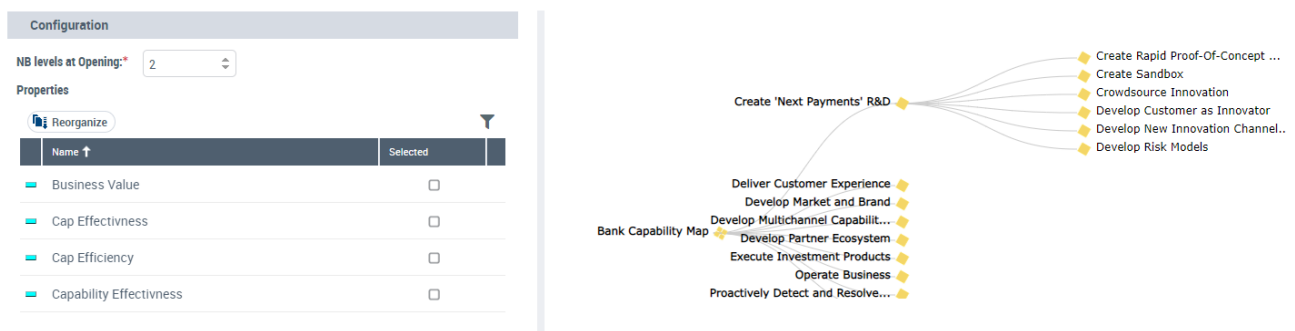 Configuration
NB levels at Opening:*
2
Properties
Reorganize
Name
Selected
Business Value
Cap Effectivness
Cap Efficiency
Capability Effectivness
Create Rapid Proof-Of-Concept ...
Create Sandbox
Create 'Next Payments' R&D
Crowdsource Innovation
Develop Customer as Innovator
Develop New Innovation Channel..
Develop Risk Models
Deliver Customer Experience
Develop Market and Brand
Develop Multichannel Capabilit...
Bank Capability Map
Develop Partner Ecosystem
Execute Investment Products
Operate Business
Proactively Detect and Resolve...